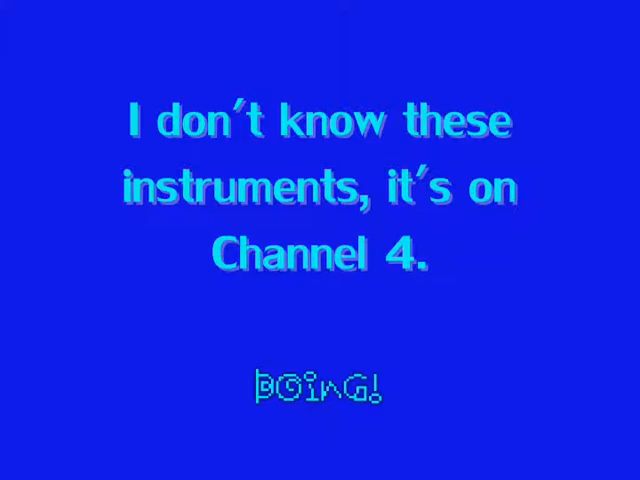 I don't know these
instruments, it's on
Channel 4.
BOiNG!